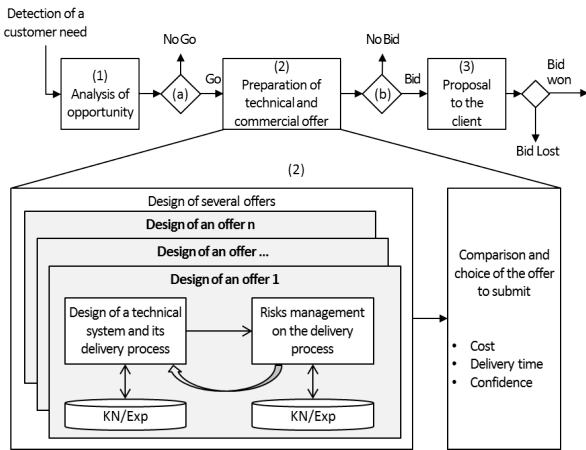 Detection of a
customer need
No Go
No Bid
(1)
Analysis of
opportunity
(a)
Go
(2)
Preparation of
technical and
commercial offer
(b)
Bid
(3)
Proposal
to the
client
Bid
won
Bid Lost
(2)
Design of several offers
Design of an offer n
Design of an offer ...
Design of an offer 1
Design of a technical
system and its
delivery process
Risks management
on the delivery
process
KN/Exp
KN/Exp
Comparison and
choice of the offer
to submit
• Cost
• Delivery time
• Confidence